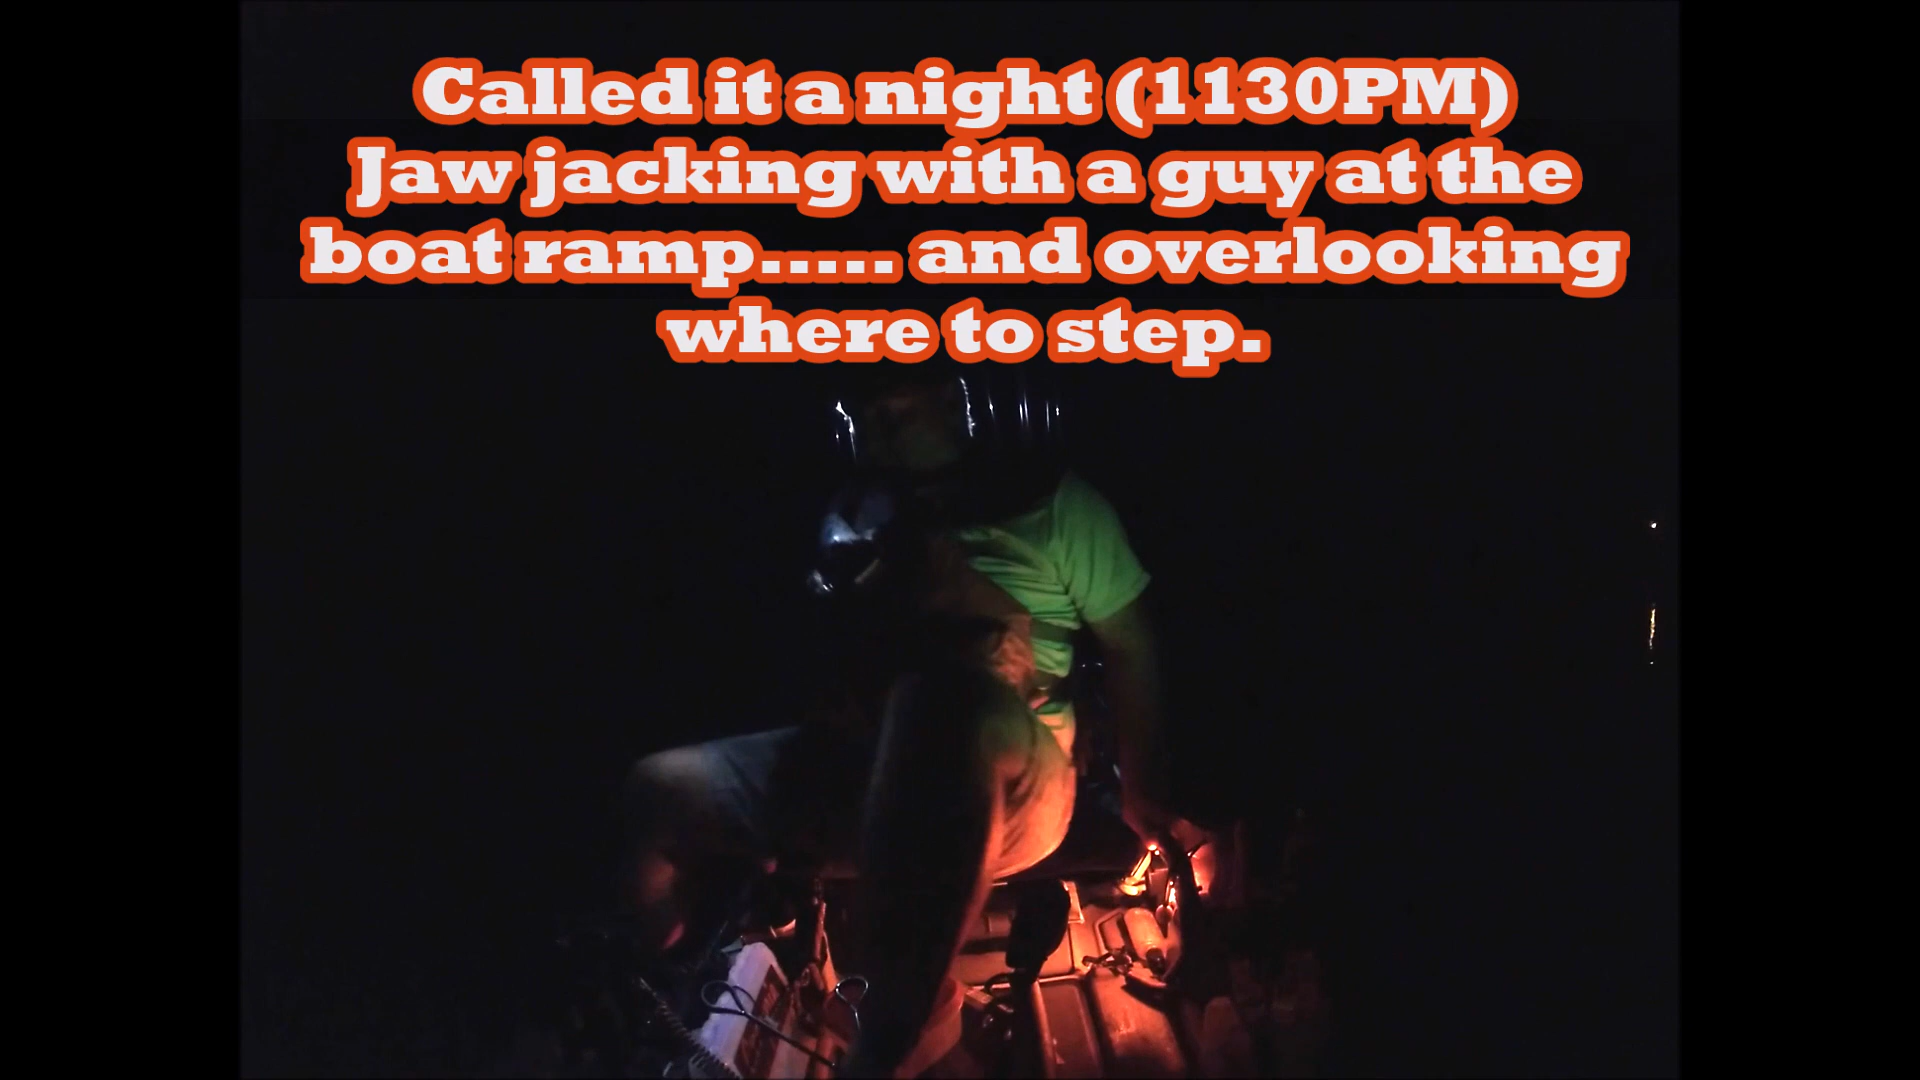 Called it a night (1130PM)
Jaw jacking with a guy at the
boat ramp..... and overlooking
where to step.